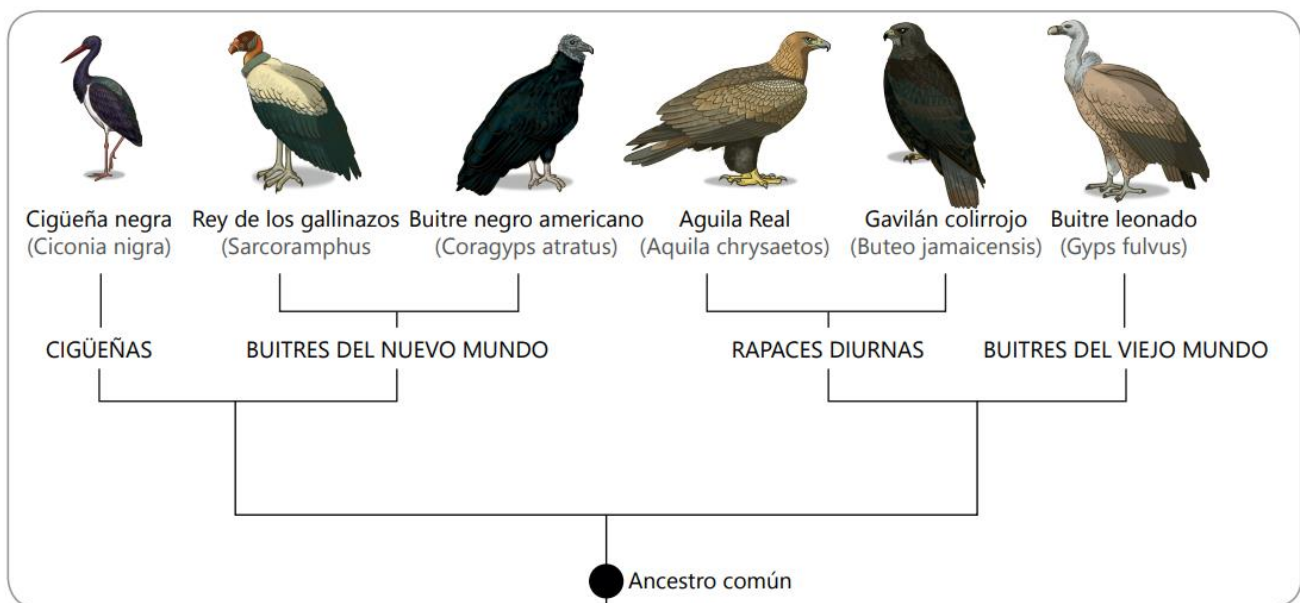 Cigüeña negra
(Ciconia nigra)
Rey de los gallinazos
(Sarcoramphus
Buitre negro americano
(Coragyps atratus)
Aguila Real
(Aquila chrysaetos)
Gavilán colirrojo
(Buteo jamaicensis)
Buitre leonado
(Gyps fulvus)
CIGÜEÑAS
BUITRES DEL NUEVO MUNDO
RAPACES DIURNAS
BUITRES DEL VIEJO MUNDO
Ancestro común